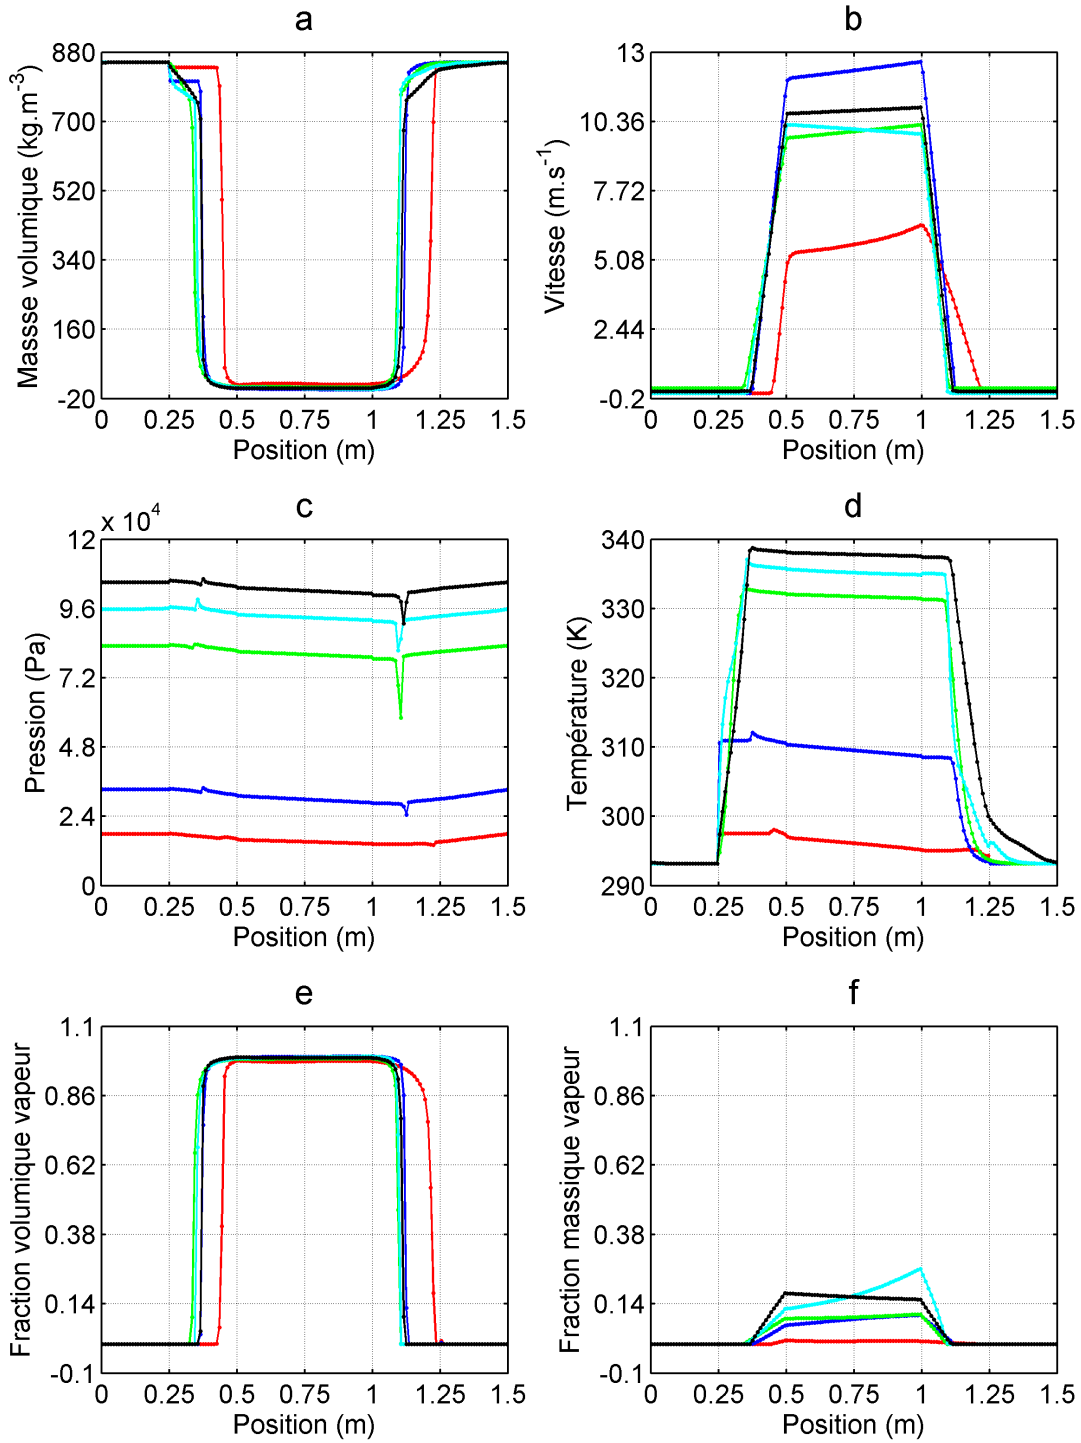 a
Masssse volumique (kg.m-3)
880
700
520
340
160
-20
0 0.25 0.5 0.75 1 1.25 1.5
Position (m)
b
Vitesse (m.s-1)
13
10.36
7.72
5.08
2.44
-0.2
0 0.25 0.5 0.75 1 1.25 1.5
Position (m)
c
x 10^4
Pression (Pa)
12
9.6
7.2
4.8
2.4
0
0 0.25 0.5 0.75 1 1.25 1.5
Position (m)
d
Température (K)
340
330
320
310
300
290
0 0.25 0.5 0.75 1 1.25 1.5
Position (m)
e
Fraction volumique vapeur
1.1
0.86
0.62
0.38
0.14
-0.1
0 0.25 0.5 0.75 1 1.25 1.5
Position (m)
f
Fraction massique vapeur
1.1
0.86
0.62
0.38
0.14
-0.1
0 0.25 0.5 0.75 1 1.25 1.5
Position (m)